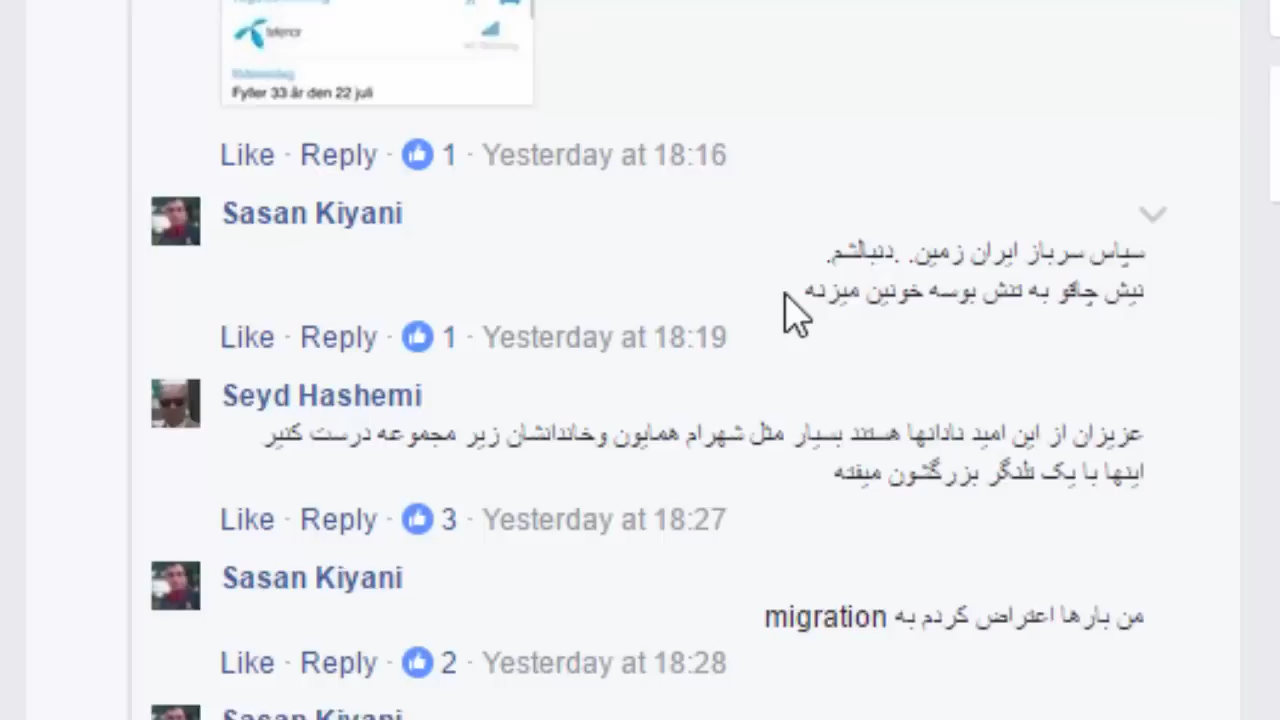 telenor
Fyller 33 år den 22 juli
Like · Reply · 1 · Yesterday at 18:16
Sasan Kiyani
سپاس سرباز ایران زمین. .دنبالشم.
نیش چاقو به تنش بوسه خونین میزنه
Like · Reply · 1 · Yesterday at 18:19
Seyd Hashemi
عزیزان از این امید نادانها هستند بسیار مثل شهرام همایون وخاندانشان زیر مجموعه درست کنیر
اینها با یک تلنگر بزرگشون میفته
Like · Reply · 3 · Yesterday at 18:27
Sasan Kiyani
من بارها اعتراض کردم به migration
Like · Reply · 2 · Yesterday at 18:28
Sasan Kiyani